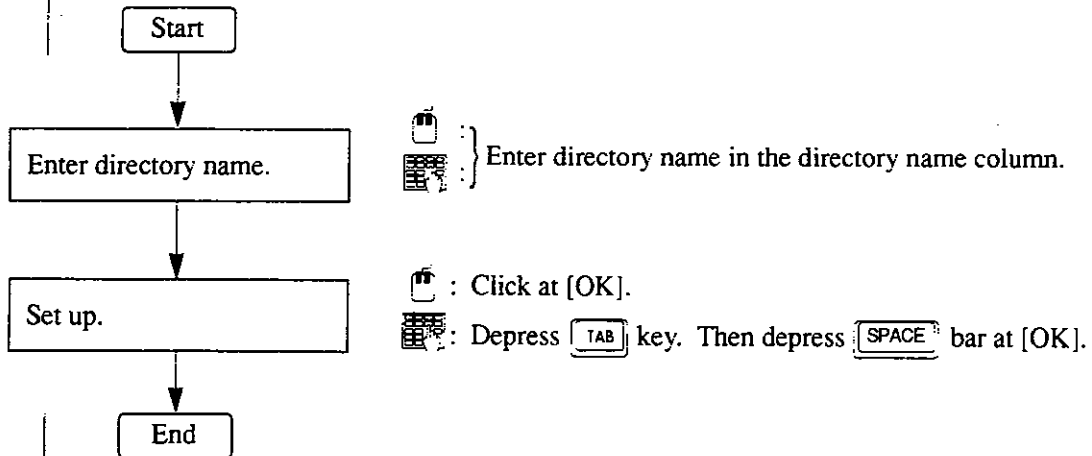 Start
Enter directory name.
:
: Enter directory name in the directory name column.
Set up.
: Click at [OK].
: Depress TAB key. Then depress SPACE bar at [OK].
End